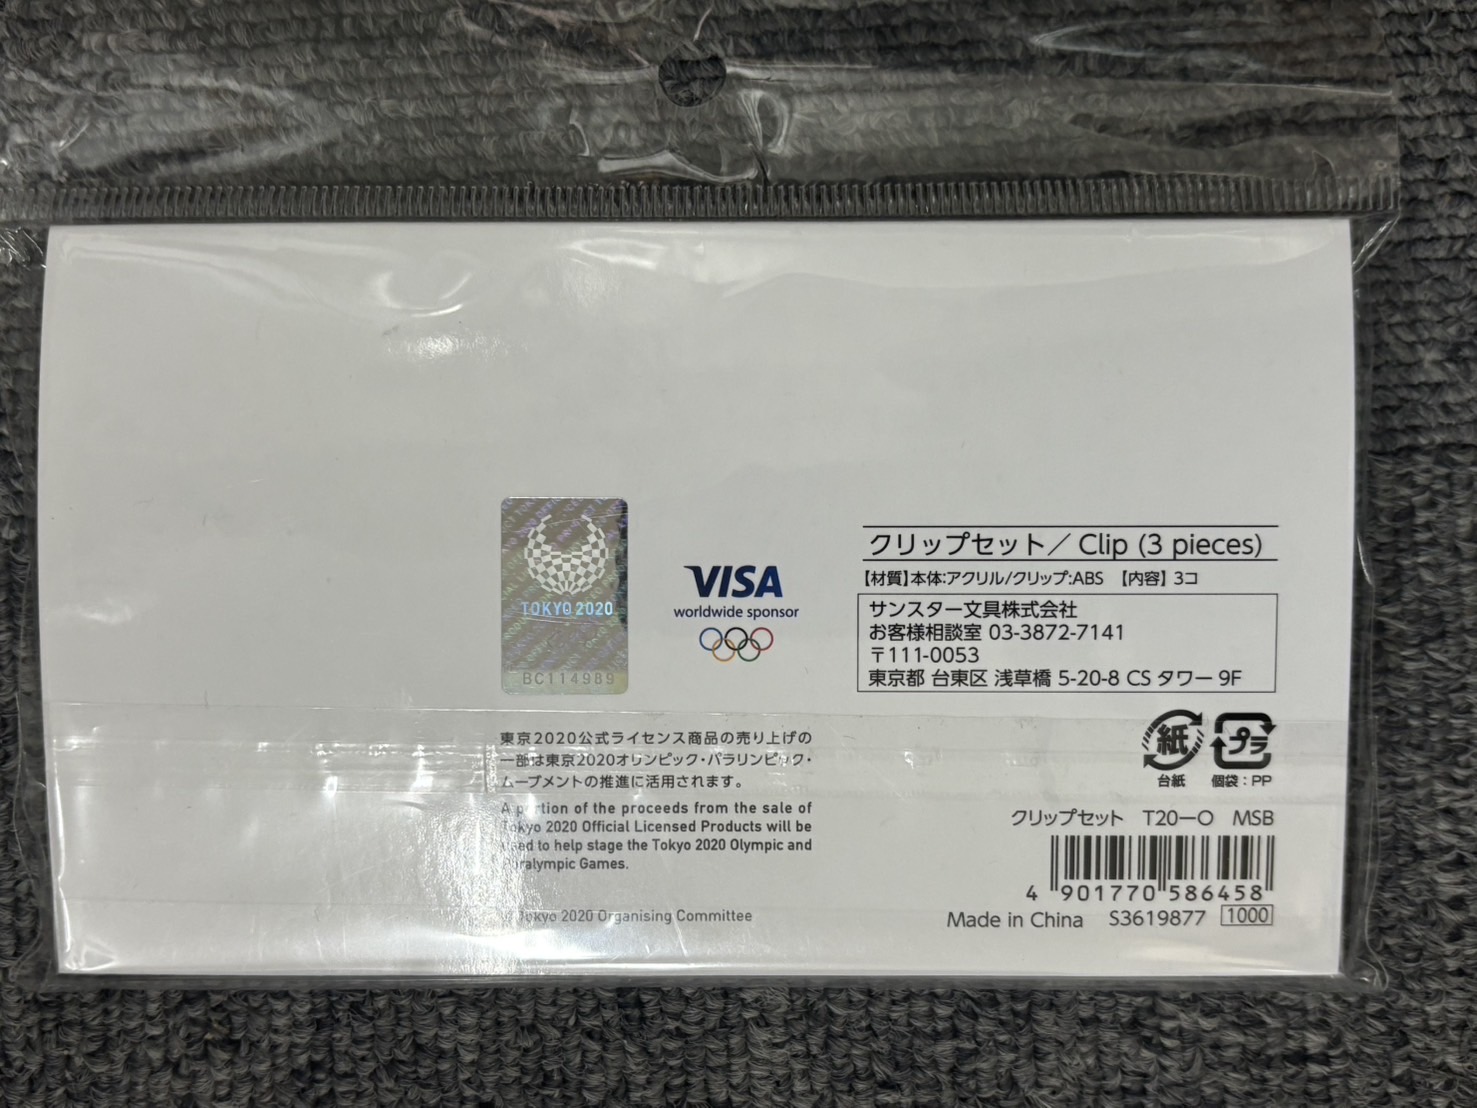 TOKYO 2020
BC114989
VISA
worldwide sponsor
クリップセット／ Clip (3 pieces)
【材質】本体:アクリル/クリップ:ABS 【内容】3コ
サンスター文具株式会社
お客様相談室 03-3872-7141
〒111-0053
東京都 台東区 浅草橋 5-20-8 CS タワー 9F
東京2020公式ライセンス商品の売り上げの
一部は東京2020オリンピック・パラリンピック・
ムーブメントの推進に活用されます。
A portion of the proceeds from the sale of
Tokyo 2020 Official Licensed Products will be
used to help stage the Tokyo 2020 Olympic and
Paralympic Games.
Tokyo 2020 Organising Committee
紙
台紙
プラ
個袋：PP
クリップセット T20ーO MSB
4 901770 586458
Made in China S3619877 1000